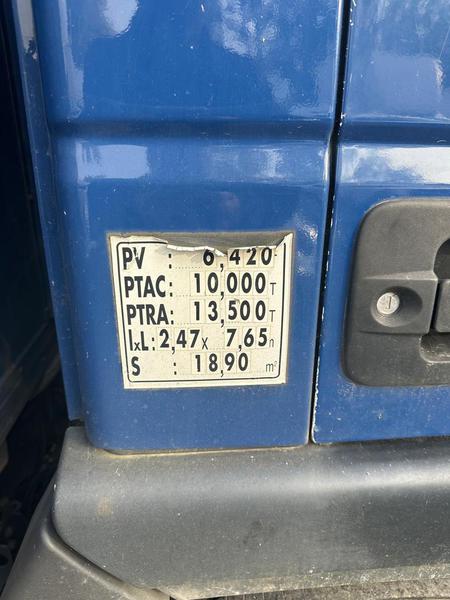 PV : 6,420
PTAC: 10,000T
PTRA: 13,500T
lxL: 2,47x 7,65m
S : 18,90 m²